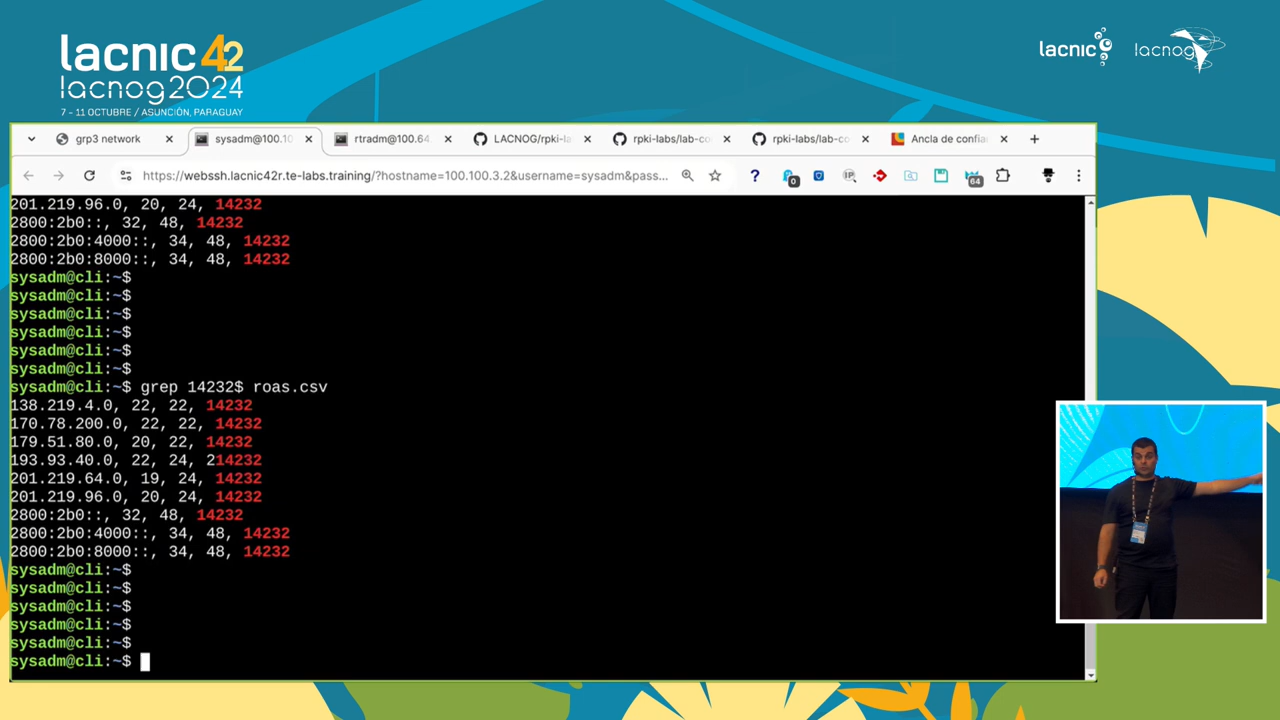 lacnic 42
lacnog 2024
7 - 11 OCTUBRE / ASUNCIÓN, PARAGUAY
lacnic
lacnog
grp3 network
sysadm@100.10
rtradm@100.64.
LACNOG/rpki-la
rpki-labs/lab-co
rpki-labs/lab-co
Ancla de confia
https://webssh.lacnic42r.te-labs.training/?hostname=100.100.3.2&username=sysadm&pass...
?
0
IP
64
201.219.96.0, 20, 24, 14232
2800:2b0::, 32, 48, 14232
2800:2b0:4000::, 34, 48, 14232
2800:2b0:8000::, 34, 48, 14232
sysadm@cli:~$
sysadm@cli:~$
sysadm@cli:~$
sysadm@cli:~$
sysadm@cli:~$
sysadm@cli:~$
sysadm@cli:~$ grep 14232$ roas.csv
138.219.4.0, 22, 22, 14232
170.78.200.0, 22, 22, 14232
179.51.80.0, 20, 22, 14232
193.93.40.0, 22, 24, 214232
201.219.64.0, 19, 24, 14232
201.219.96.0, 20, 24, 14232
2800:2b0::, 32, 48, 14232
2800:2b0:4000::, 34, 48, 14232
2800:2b0:8000::, 34, 48, 14232
sysadm@cli:~$
sysadm@cli:~$
sysadm@cli:~$
sysadm@cli:~$
sysadm@cli:~$
sysadm@cli:~$